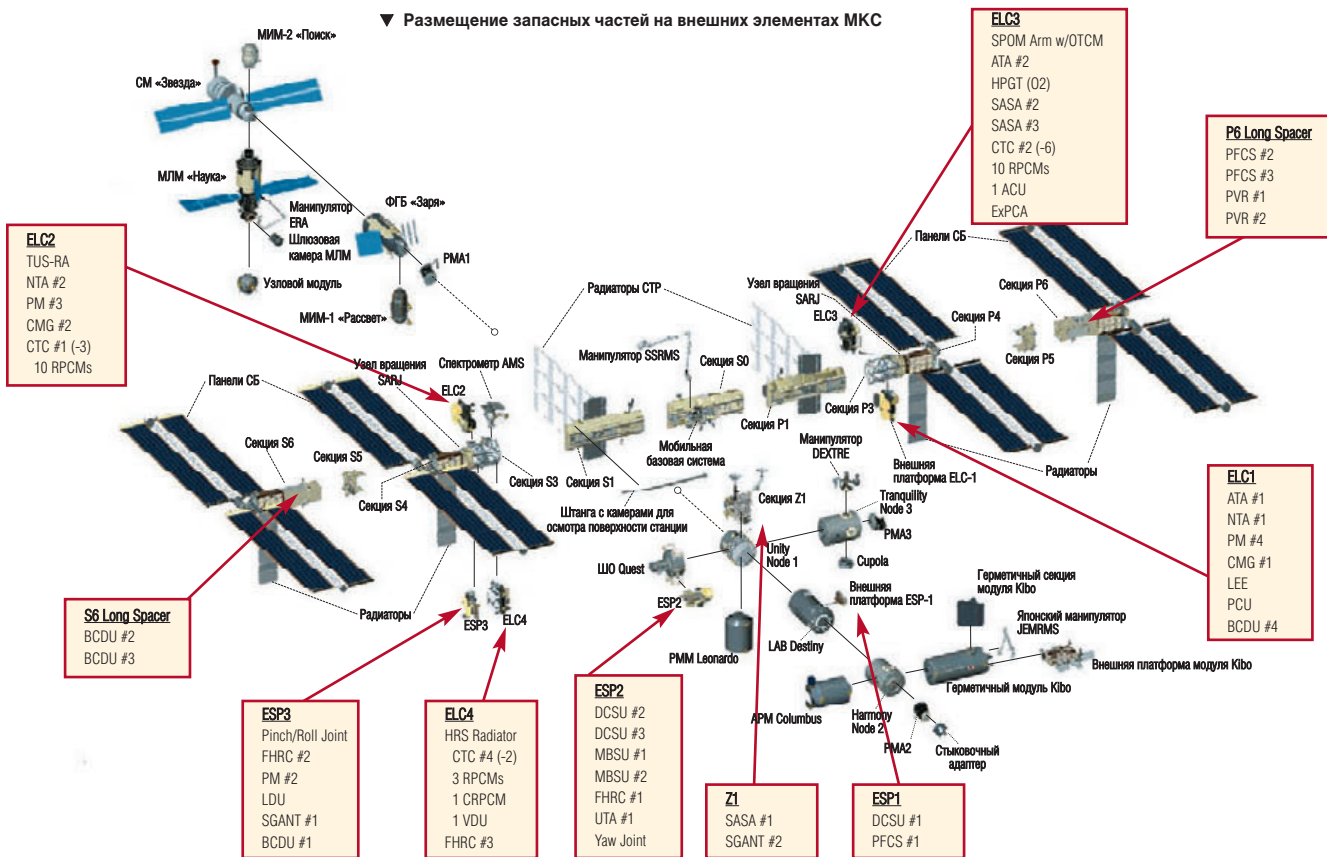 ▼ Размещение запасных частей на внешних элементах МКС
МИМ-2 «Поиск»
СМ «Звезда»
МЛМ «Наука»
Манипулятор
ERA
Шлюзовая
камера МЛМ
Узловой модуль
ФГБ «Заря»
PMA1
МИМ-1 «Рассвет»
ELC3
SPOM Arm w/OTCM
ATA #2
HPGT (O2)
SASA #2
SASA #3
CTC #2 (-6)
10 RPCMs
1 ACU
ExPCA
P6 Long Spacer
PFCS #2
PFCS #3
PVR #1
PVR #2
ELC2
TUS-RA
NTA #2
PM #3
CMG #2
CTC #1 (-3)
10 RPCMs
Панели СБ
Узел вращения
SARJ
ELC3
Секция P6
Секция P4
Секция P5
Радиаторы СТР
Манипулятор SSRMS
Секция S0
Секция P1
Секция P3
Мобильная
базовая система
Узел вращения
SARJ
Спектрометр AMS
ELC2
Панели СБ
Секция S6
Секция S5
Секция S4
Секция S3
Секция S1
Штанга с камерами для
осмотра поверхности станции
Манипулятор
DEXTRE
Внешняя
платформа ELC-1
Радиаторы
Секция Z1
Tranquility
Node 3
PMA3
Cupola
Unity
Node 1
ШО Quest
ESP2
PMM Leonardo
LAB Destiny
Внешняя
платформа ESP-1
Герметичный секция
модуля Kibo
Японский манипулятор
JEMRMS
Внешняя платформа модуля Kibo
Герметичный модуль Kibo
APM Columbus
Harmony
Node 2
PMA2
Стыковочный
адаптер
Радиаторы
ESP3
ELC4
ELC1
ATA #1
NTA #1
PM #4
CMG #1
LEE
PCU
BCDU #4
S6 Long Spacer
BCDU #2
BCDU #3
ESP3
Pinch/Roll Joint
FHRC #2
PM #2
LDU
SGANT #1
BCDU #1
ELC4
HRS Radiator
CTC #4 (-2)
3 RPCMs
1 CRPCM
1 VDU
FHRC #3
ESP2
DCSU #2
DCSU #3
MBSU #1
MBSU #2
FHRC #1
UTA #1
Yaw Joint
Z1
SASA #1
SGANT #2
ESP1
DCSU #1
PFCS #1